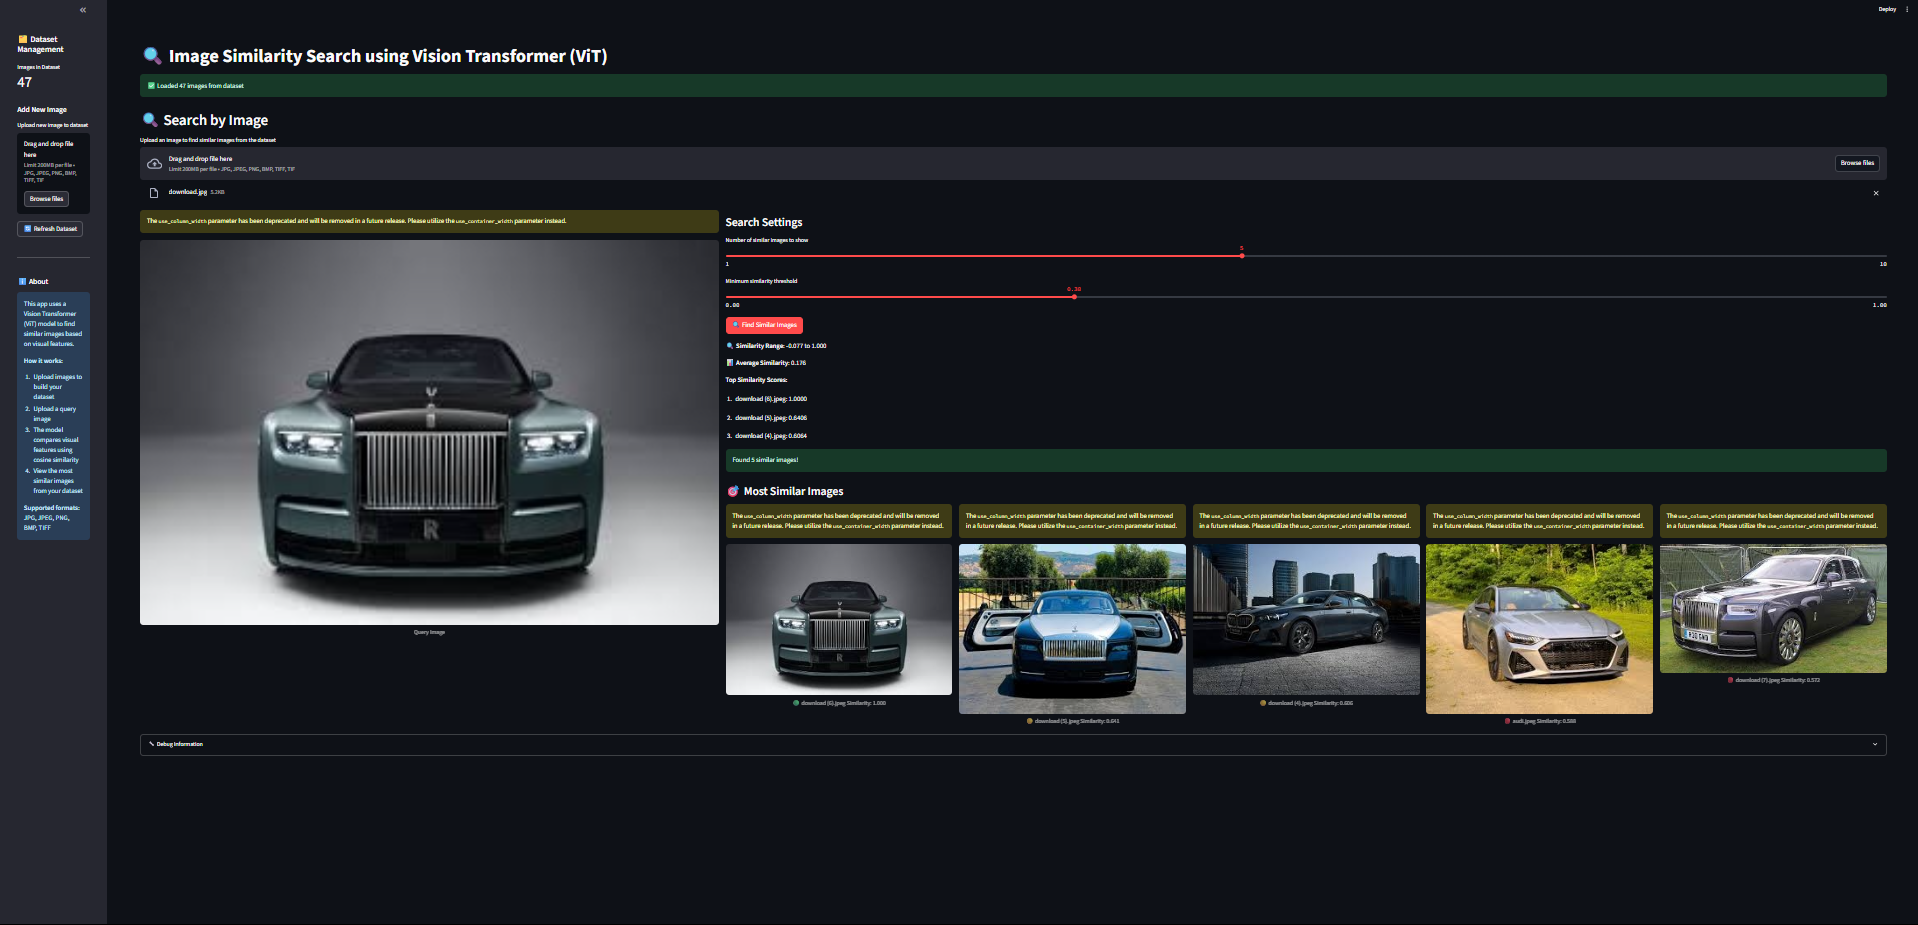 Deploy
Dataset
Management
Images in Dataset
47
Add New Image
Upload new image to dataset
Drag and drop file
here
Limit 200MB per file •
JPG, JPEG, PNG, BMP,
TIFF, TIF
Browse files
Refresh Dataset
About
This app uses a
Vision Transformer
(ViT) model to find
similar images based
on visual features.
How it works:
1. Upload images to
build your
dataset
2. Upload a query
image
3. The model
compares visual
features using
cosine similarity
4. View the most
similar images
from your dataset
Supported formats:
JPG, JPEG, PNG,
BMP, TIFF
Image Similarity Search using Vision Transformer (ViT)
Loaded 47 images from dataset
Search by Image
Upload an image to find similar images from the dataset
Drag and drop file here
Limit 200MB per file • JPG, JPEG, PNG, BMP, TIFF, TIF
Browse files
download.jpg 5.2KB
The use_column_width parameter has been deprecated and will be removed in a future release. Please utilize the use_container_width parameter instead.
R
Query Image
Search Settings
Number of similar images to show
5
1 10
Minimum similarity threshold
0.30
0.00 1.00
Find Similar Images
Similarity Range: -0.077 to 1.000
Average Similarity: 0.176
Top Similarity Scores:
1. download (6).jpeg: 1.0000
2. download (5).jpeg: 0.6406
3. download (4).jpeg: 0.6064
Found 5 similar images!
Most Similar Images
The use_column_width parameter has been deprecated and will be removed
in a future release. Please utilize the use_container_width parameter instead.
The use_column_width parameter has been deprecated and will be removed
in a future release. Please utilize the use_container_width parameter instead.
The use_column_width parameter has been deprecated and will be removed
in a future release. Please utilize the use_container_width parameter instead.
The use_column_width parameter has been deprecated and will be removed
in a future release. Please utilize the use_container_width parameter instead.
The use_column_width parameter has been deprecated and will be removed
in a future release. Please utilize the use_container_width parameter instead.
R
download (6).jpeg Similarity: 1.000
download (5).jpeg Similarity: 0.641
download (4).jpeg Similarity: 0.606
audi.jpeg Similarity:
download (7).jpeg Similarity: 0.572
Debug Information